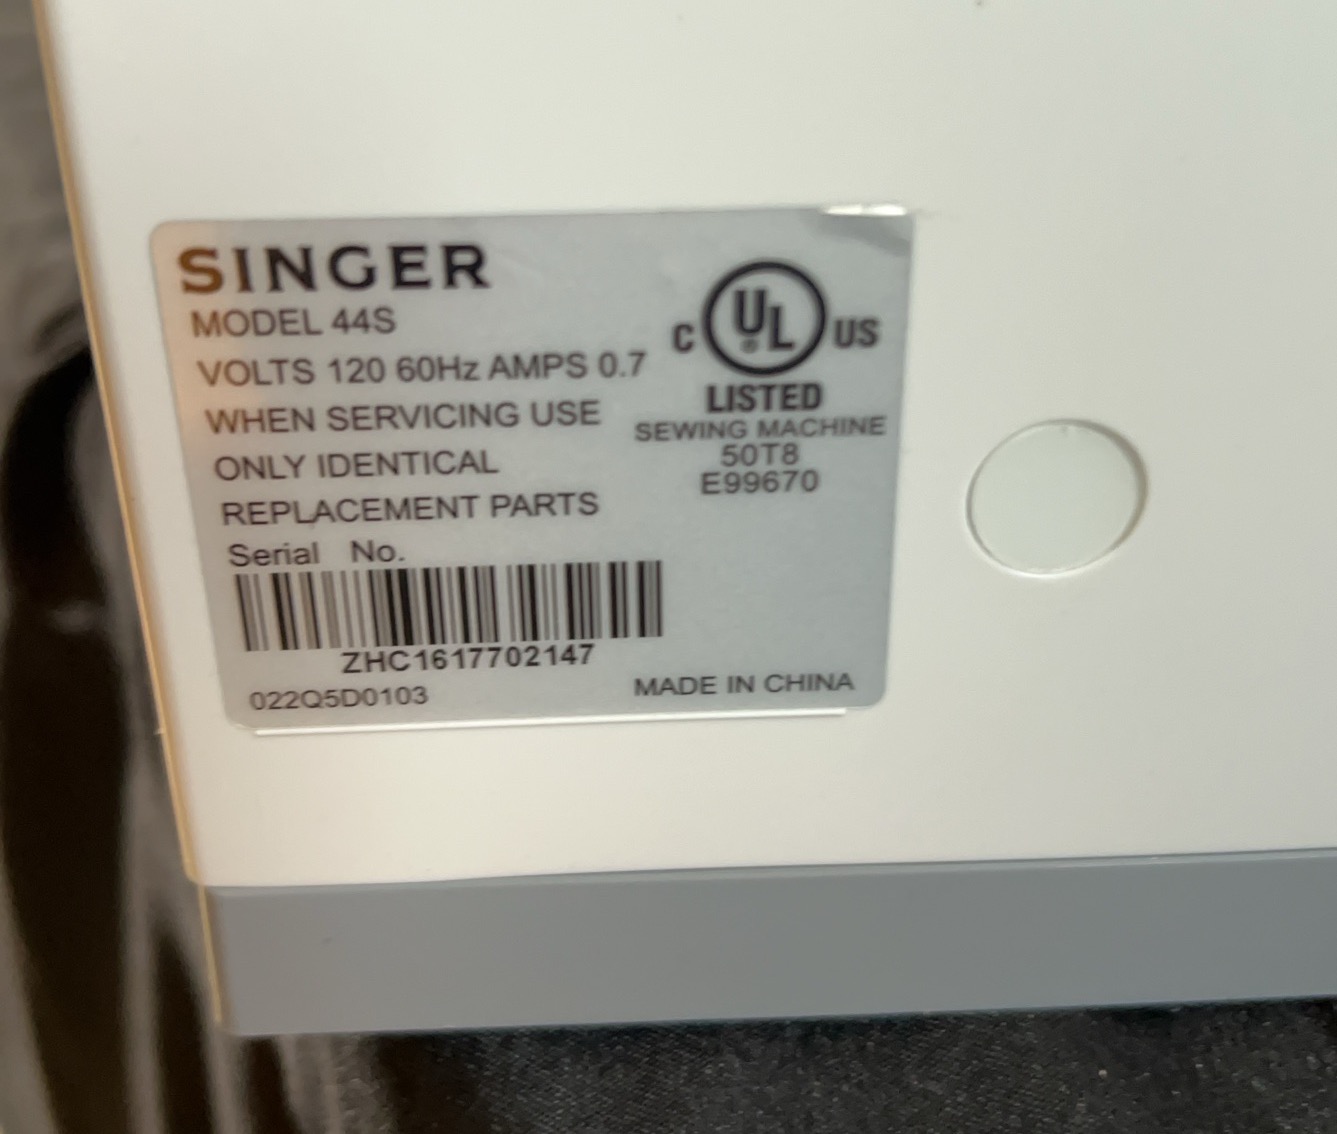 SINGER
MODEL 44S
VOLTS 120 60Hz AMPS 0.7
WHEN SERVICING USE
ONLY IDENTICAL
REPLACEMENT PARTS
Serial No.
ZHC1617702147
022Q5D0103
C UL® US
LISTED
SEWING MACHINE
50T8
E99670
MADE IN CHINA